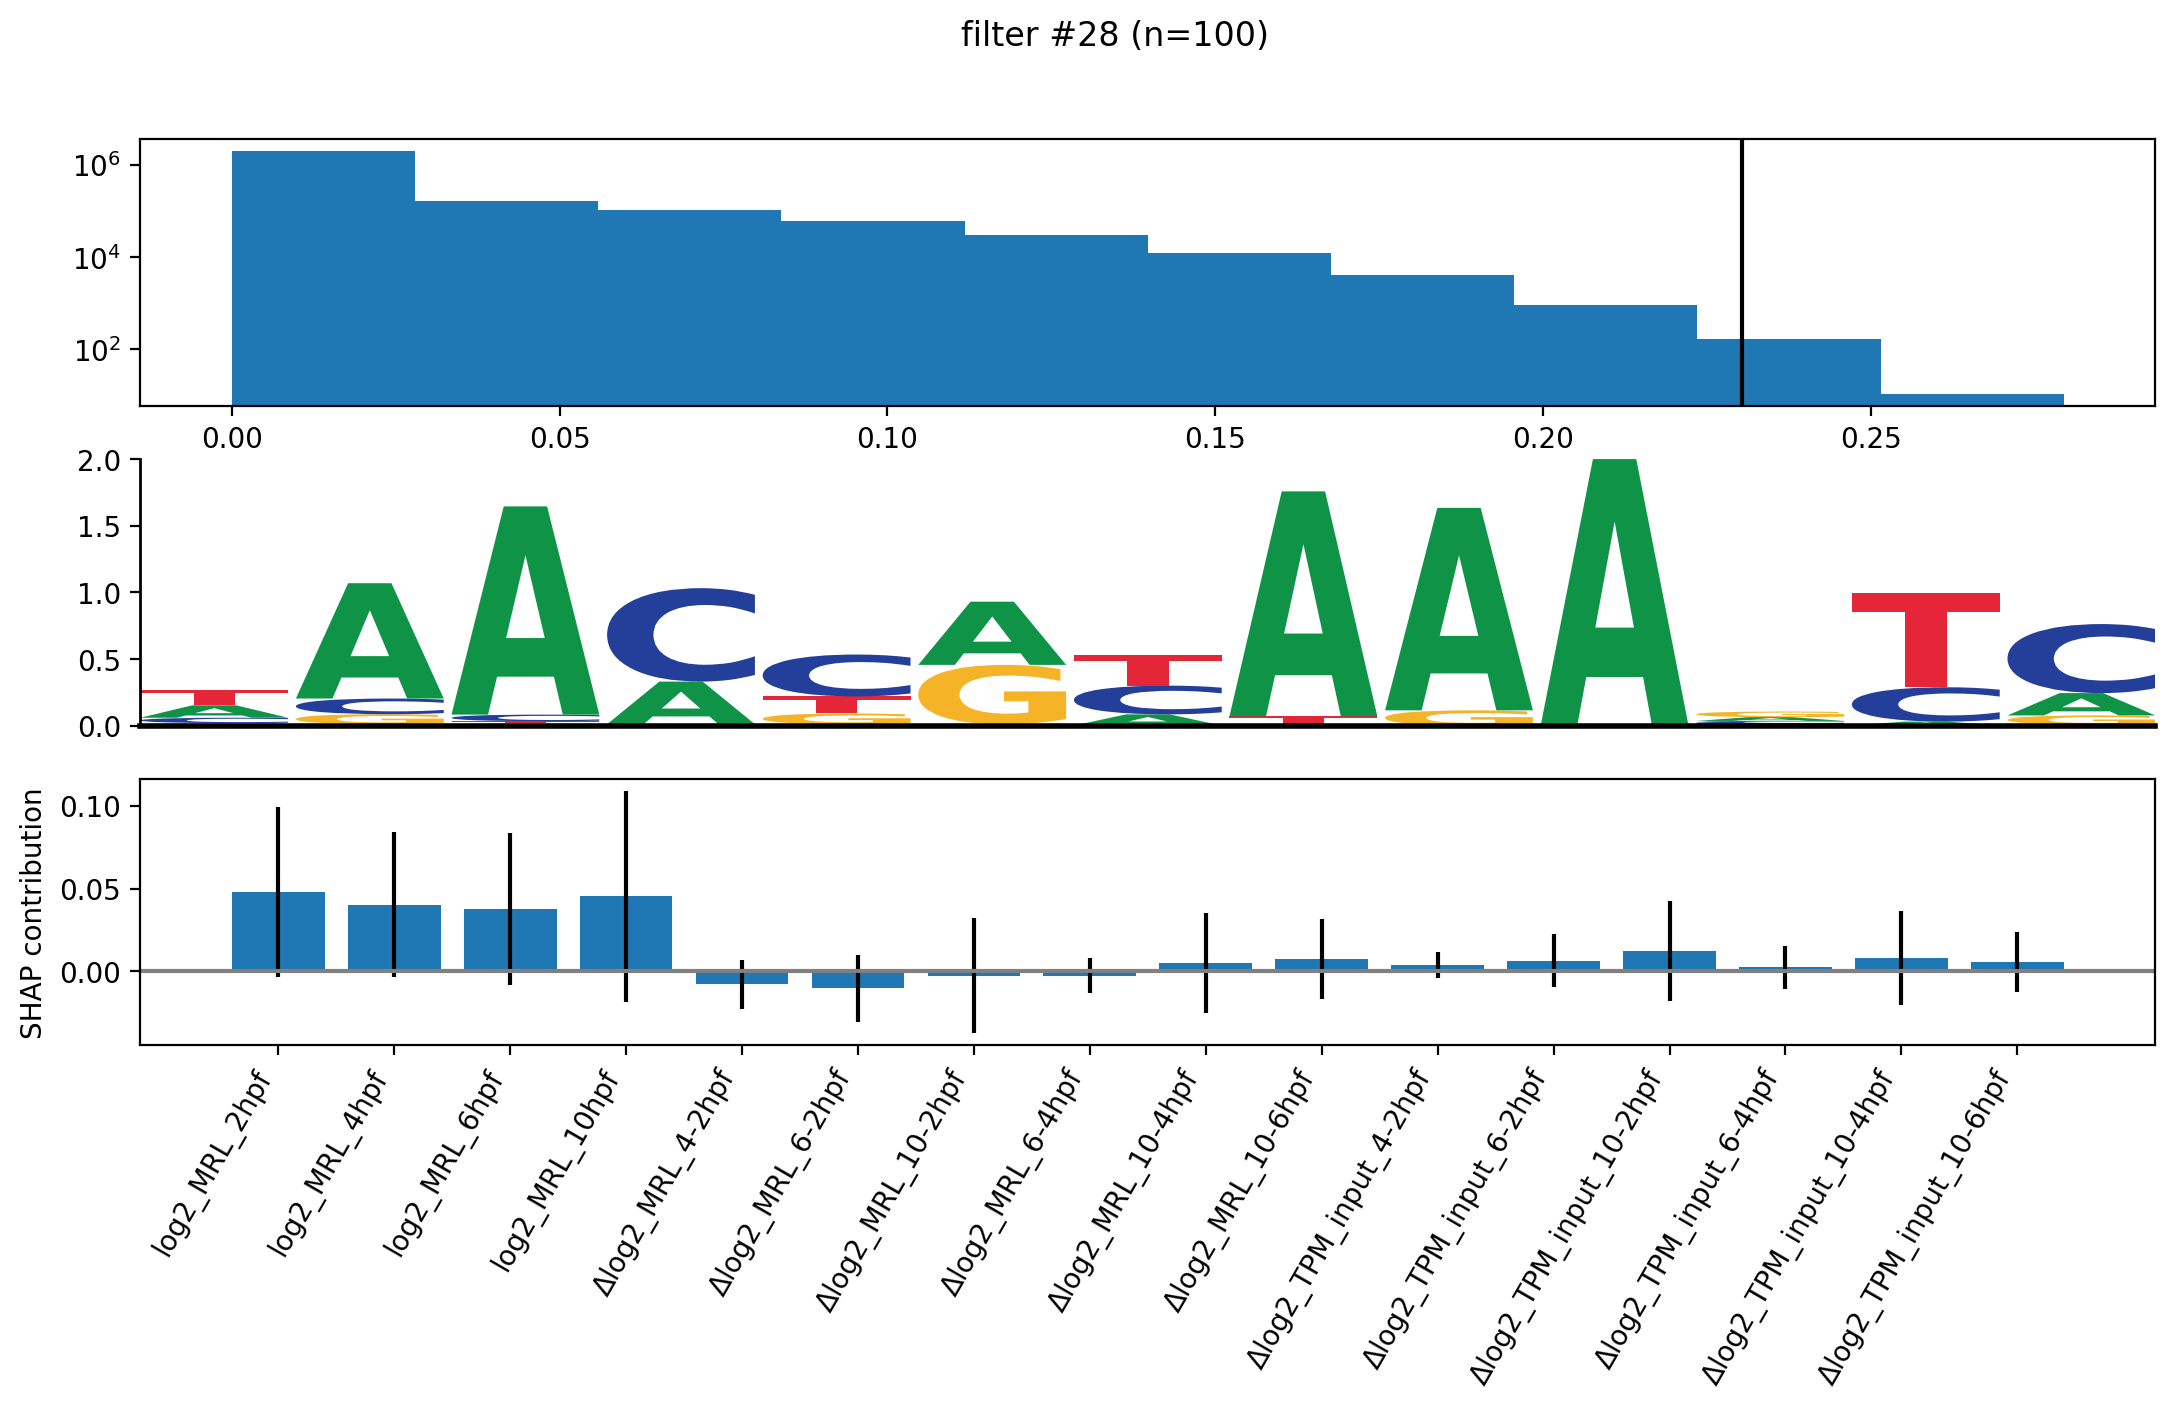 filter #28 (n=100)
10^6
10^4
10^2
0.00 0.05 0.10 0.15 0.20 0.25
2.0
1.5
1.0
0.5
0.0
SHAP contribution
0.10
0.05
0.00
log2_MRL_2hpf
log2_MRL_4hpf
log2_MRL_6hpf
log2_MRL_10hpf
Δlog2_MRL_4-2hpf
Δlog2_MRL_6-2hpf
Δlog2_MRL_10-2hpf
Δlog2_MRL_6-4hpf
Δlog2_MRL_10-4hpf
Δlog2_MRL_10-6hpf
Δlog2_TPM_input_4-2hpf
Δlog2_TPM_input_6-2hpf
Δlog2_TPM_input_10-2hpf
Δlog2_TPM_input_6-4hpf
Δlog2_TPM_input_10-4hpf
Δlog2_TPM_input_10-6hpf